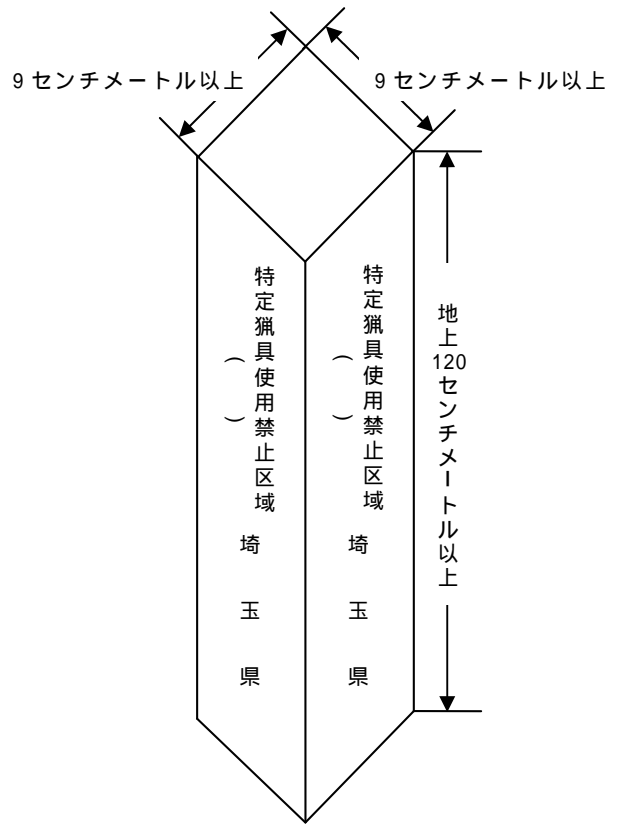 9センチメートル以上
9センチメートル以上
特定猟具使用禁止区域
（　）
埼玉県
特定猟具使用禁止区域
（　）
埼玉県
地上120センチメートル以上